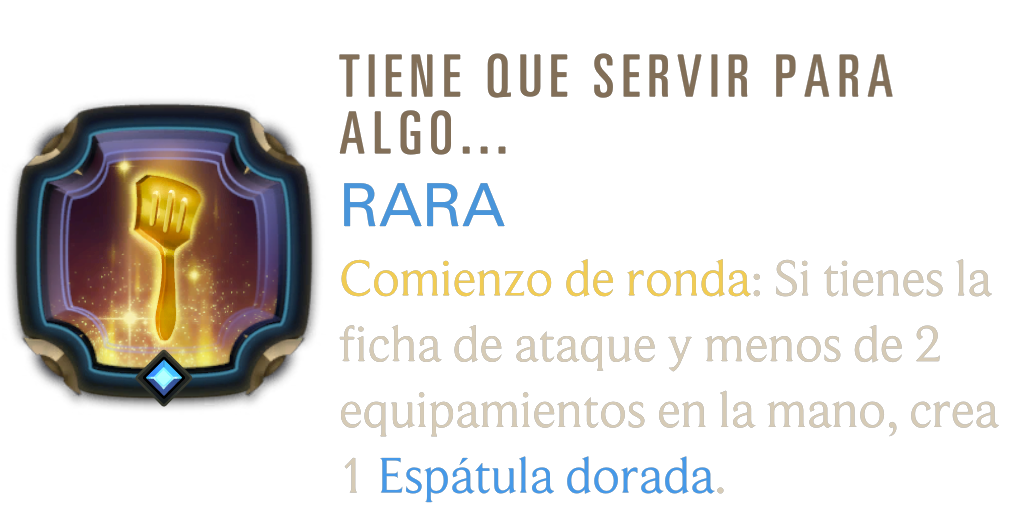 TIENE QUE SERVIR PARA
ALGO...
RARA
Comienzo de ronda: Si tienes la
ficha de ataque y menos de 2
equipamientos en la mano, crea
1 Espátula dorada.